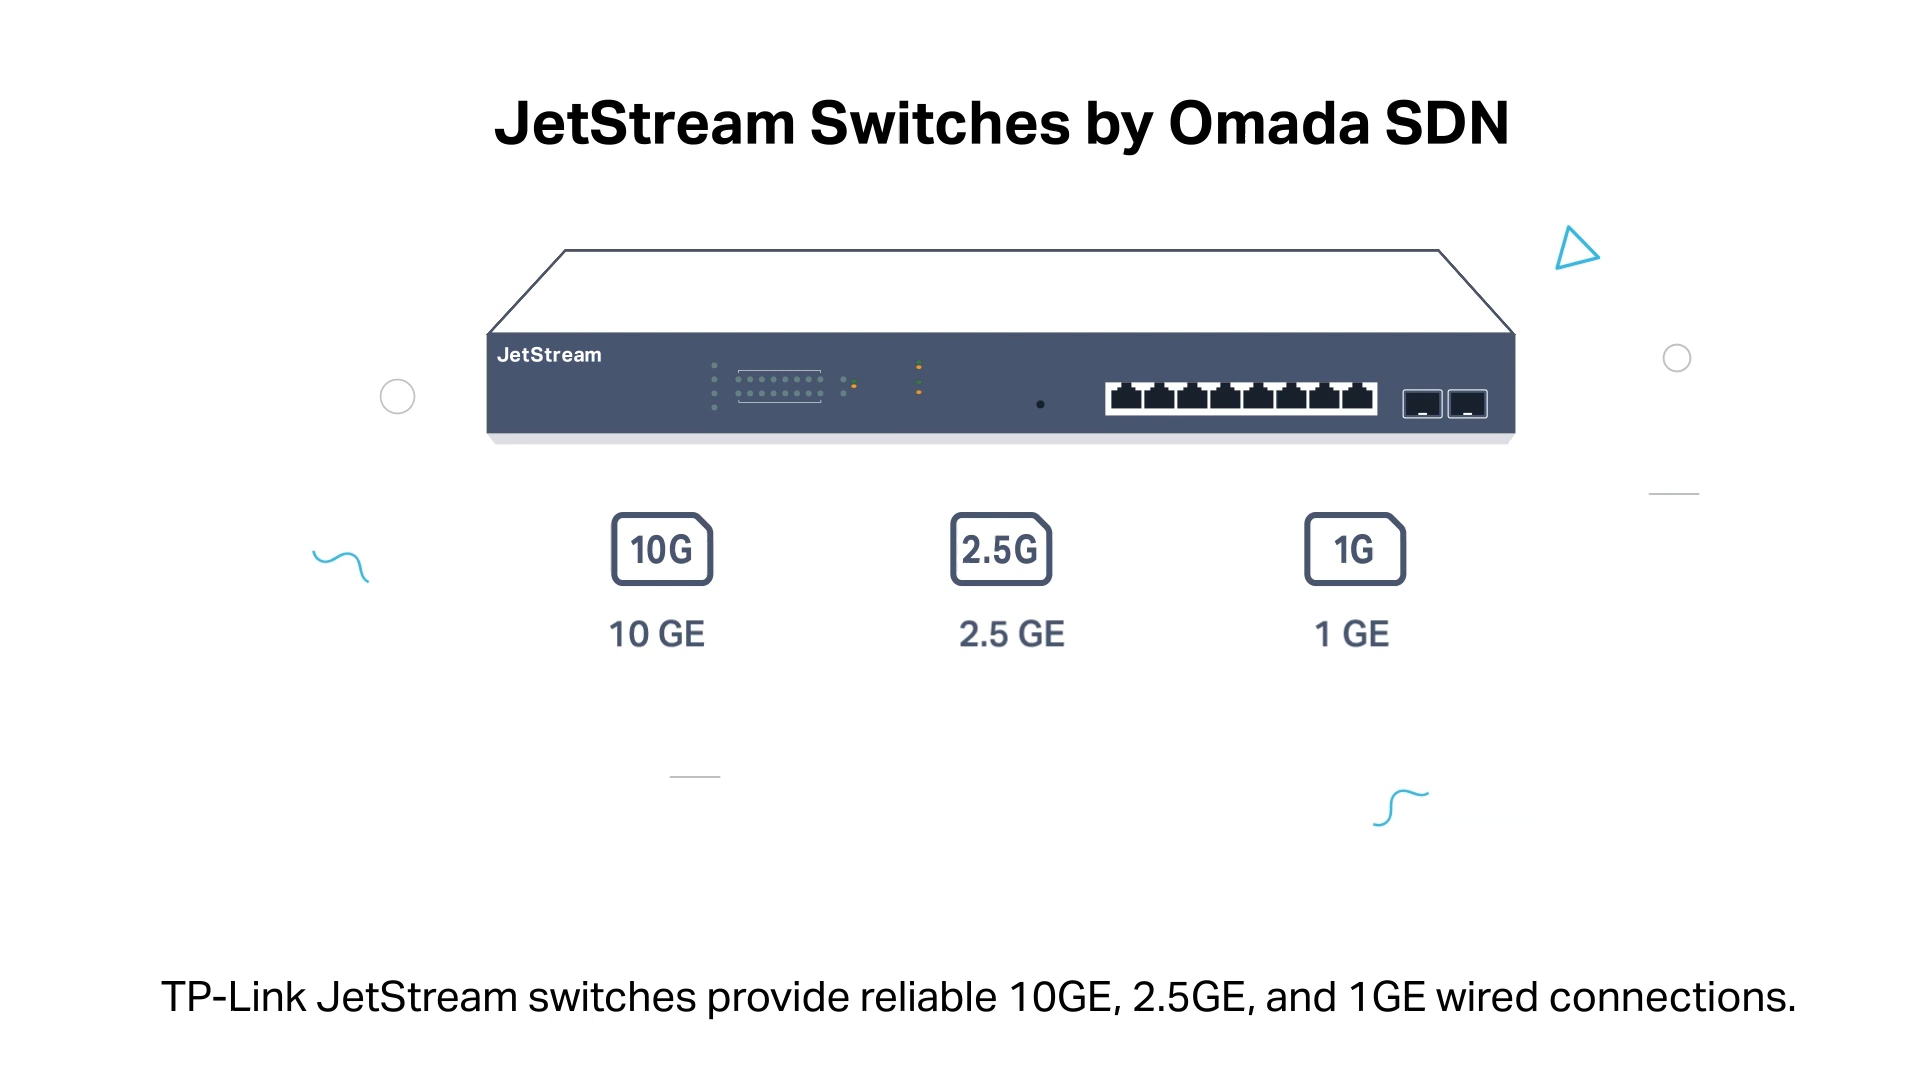 JetStream Switches by Omada SDN
JetStream
10G
2.5G
1G
10 GE
2.5 GE
1 GE
TP-Link JetStream switches provide reliable 10GE, 2.5GE, and 1GE wired connections.